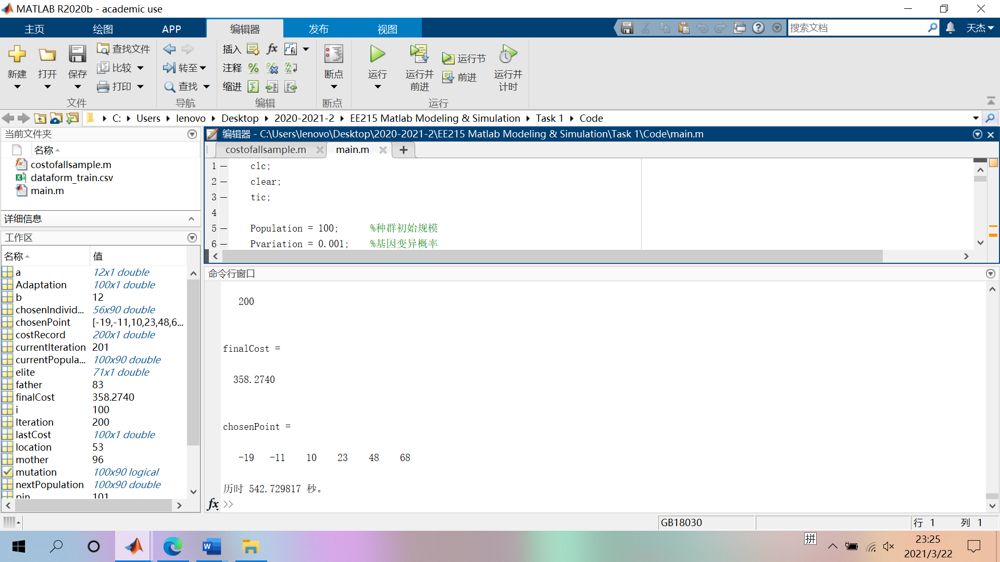 MATLAB R2020b - academic use
主页 绘图 APP 编辑器 发布 视图
搜索文档
天杰
新建
打开
保存
查找文件
比较
打印
文件
转至
查找
导航
插入
注释
缩进
编辑
断点
断点
运行
运行并
前进
运行节
前进
运行并
计时
运行
C: Users lenovo Desktop 2020-2021-2 EE215 Matlab Modeling & Simulation Task 1 Code
当前文件夹
名称
costofallsample.m
dataform_train.csv
main.m
详细信息
工作区
名称 值
a 12x1 double
Adaptation 100x1 double
b 12
chosenIndivid... 56x90 double
chosenPoint [-19,-11,10,23,48,6...
costRecord 200x1 double
currentIteration 201
currentPopula... 100x90 double
elite 71x1 double
father 83
finalCost 358.2740
i 100
Iteration 200
lastCost 100x1 double
location 53
mother 96
mutation 100x90 logical
nextPopulation 100x90 double
pin 101
编辑器 - C:\Users\lenovo\Desktop\2020-2021-2\EE215 Matlab Modeling & Simulation\Task 1\Code\main.m
costofallsample.m main.m +
1 — clc;
2 — clear;
3 — tic;
4
5 — Population = 100; %种群初始规模
6 — Pvariation = 0.001; %基因变异概率
命令行窗口
200
finalCost =
358.2740
chosenPoint =
-19 -11 10 23 48 68
历时 542.729817 秒。
fx >>
GB18030
行 1 列 1
拼
23:25
2021/3/22